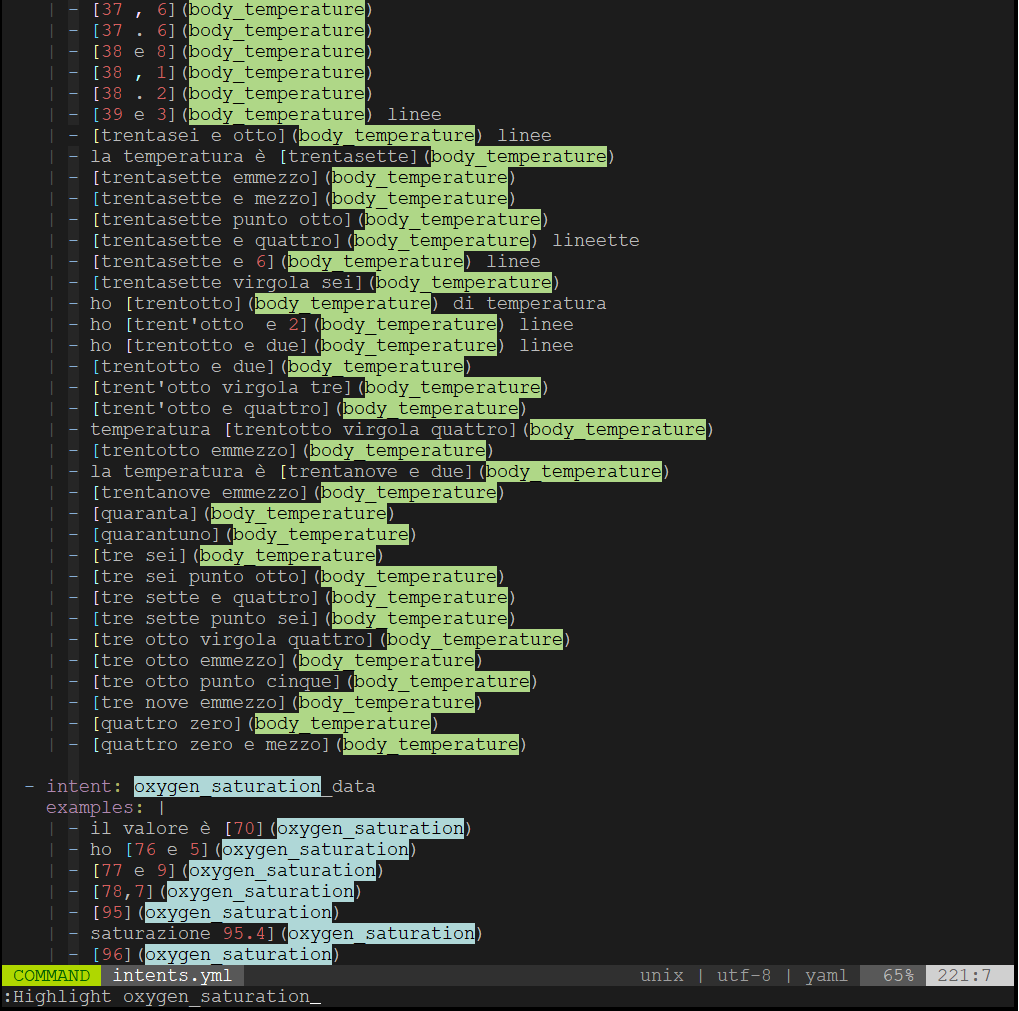 - [37 , 6](body_temperature)
- [37 . 6](body_temperature)
- [38 e 8](body_temperature)
- [38 , 1](body_temperature)
- [38 . 2](body_temperature)
- [39 e 3](body_temperature) linee
- [trentasei e otto](body_temperature) linee
- la temperatura è [trentasette](body_temperature)
- [trentasette emmezzo](body_temperature)
- [trentasette e mezzo](body_temperature)
- [trentasette punto otto](body_temperature)
- [trentasette e quattro](body_temperature) lineette
- [trentasette e 6](body_temperature) linee
- [trentasette virgola sei](body_temperature)
- ho [trentotto](body_temperature) di temperatura
- ho [trent'otto  e 2](body_temperature) linee
- ho [trentotto e due](body_temperature) linee
- [trentotto e due](body_temperature)
- [trent'otto virgola tre](body_temperature)
- [trent'otto e quattro](body_temperature)
- temperatura [trentotto virgola quattro](body_temperature)
- [trentotto emmezzo](body_temperature)
- la temperatura è [trentanove e due](body_temperature)
- [trentanove emmezzo](body_temperature)
- [quaranta](body_temperature)
- [quarantuno](body_temperature)
- [tre sei](body_temperature)
- [tre sei punto otto](body_temperature)
- [tre sette e quattro](body_temperature)
- [tre sette punto sei](body_temperature)
- [tre otto virgola quattro](body_temperature)
- [tre otto emmezzo](body_temperature)
- [tre otto punto cinque](body_temperature)
- [tre nove emmezzo](body_temperature)
- [quattro zero](body_temperature)
- [quattro zero e mezzo](body_temperature)
- intent: oxygen_saturation_data
examples: |
- il valore è [70](oxygen_saturation)
- ho [76 e 5](oxygen_saturation)
- [77 e 9](oxygen_saturation)
- [78,7](oxygen_saturation)
- [95](oxygen_saturation)
- saturazione 95.4](oxygen_saturation)
- [96](oxygen_saturation)
COMMAND intents.yml unix | utf-8 | yaml 65% 221:7
:Highlight oxygen_saturation_